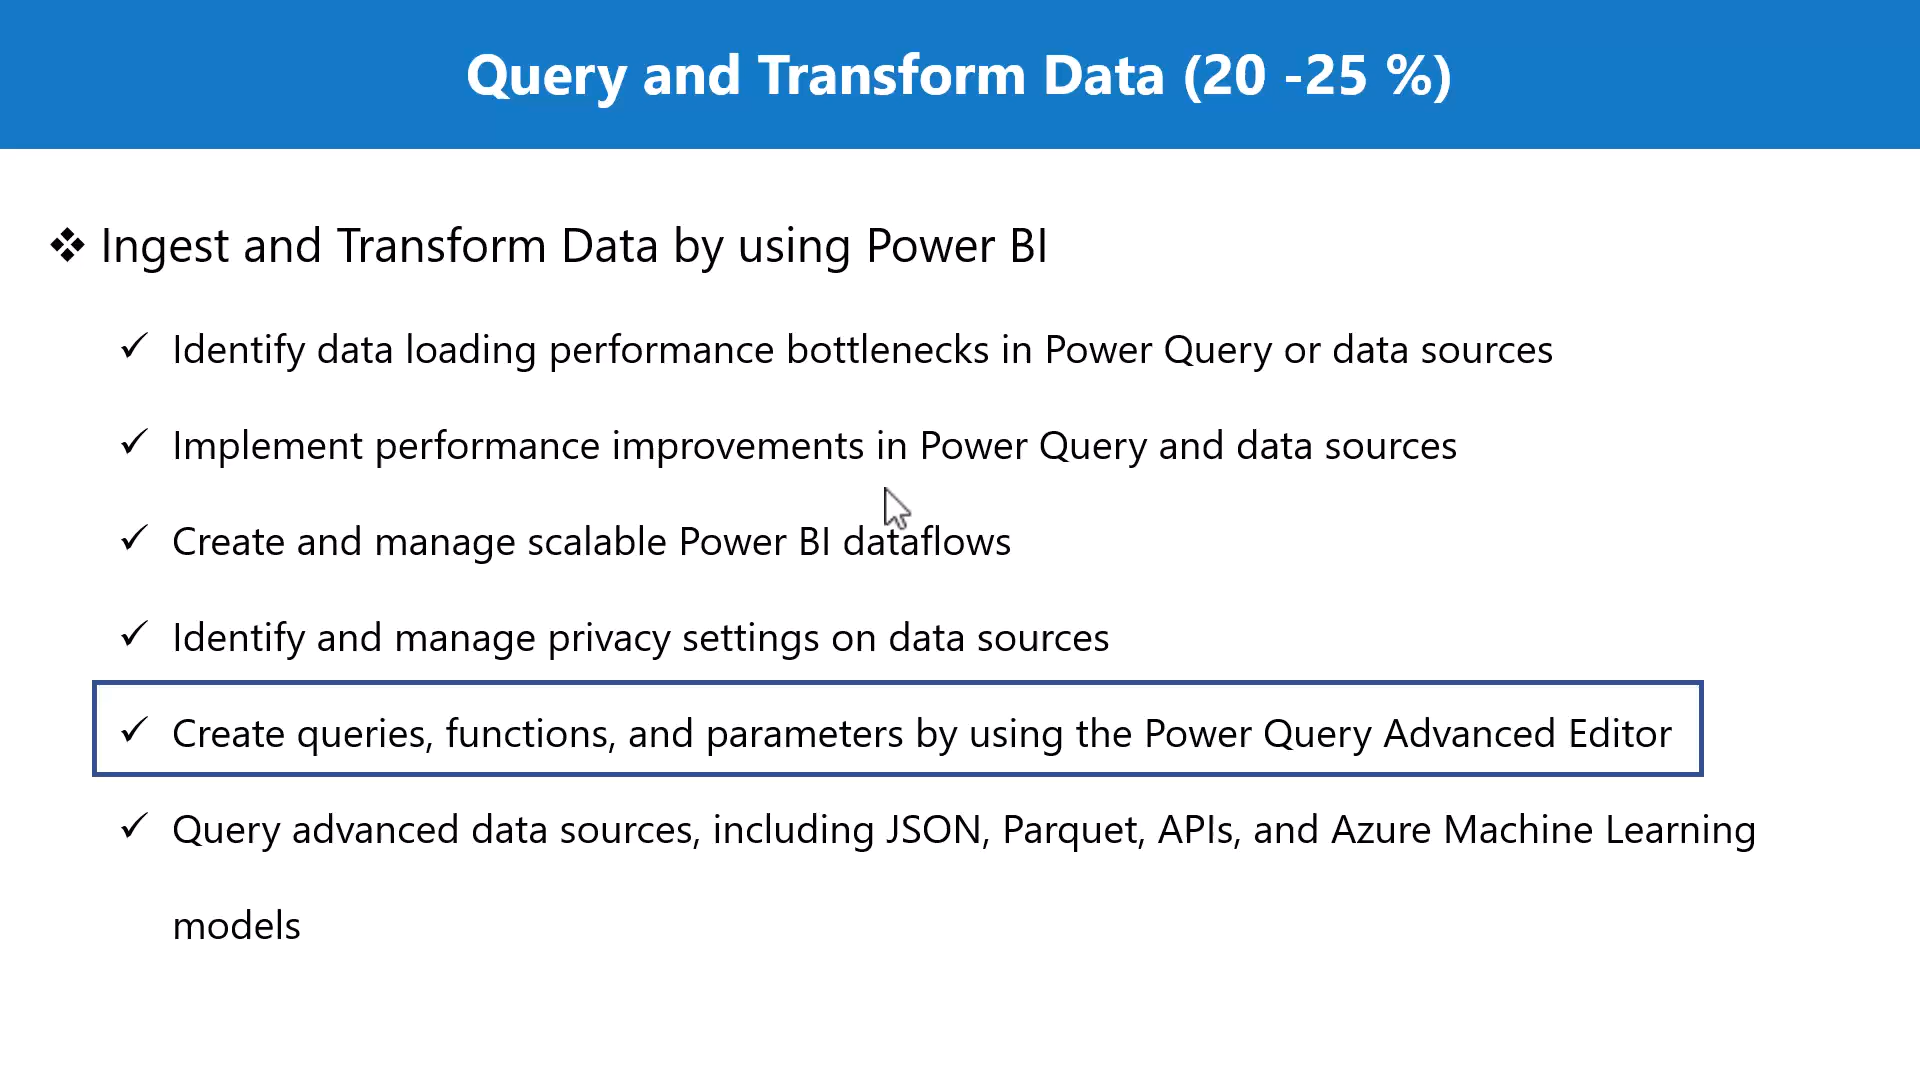 Query and Transform Data (20 -25 %)
❖ Ingest and Transform Data by using Power BI
✓ Identify data loading performance bottlenecks in Power Query or data sources
✓ Implement performance improvements in Power Query and data sources
✓ Create and manage scalable Power BI dataflows
✓ Identify and manage privacy settings on data sources
✓ Create queries, functions, and parameters by using the Power Query Advanced Editor
✓ Query advanced data sources, including JSON, Parquet, APIs, and Azure Machine Learning
models